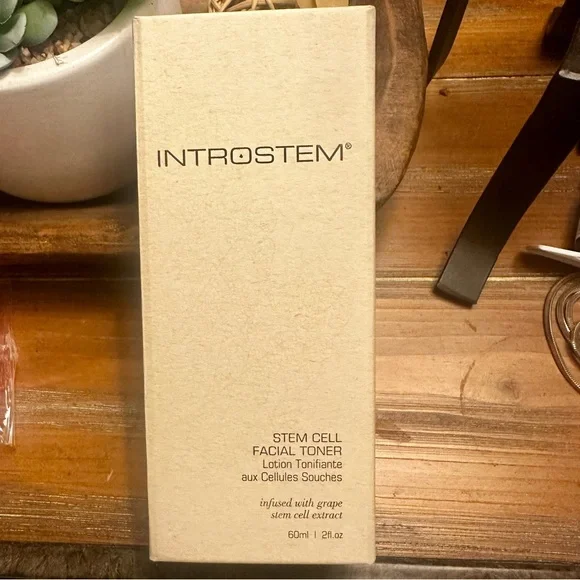 INTROSTEM®
STEM CELL
FACIAL TONER
Lotion Tonifiante
aux Cellules Souches
infused with grape
stem cell extract
60ml | 2fl.oz